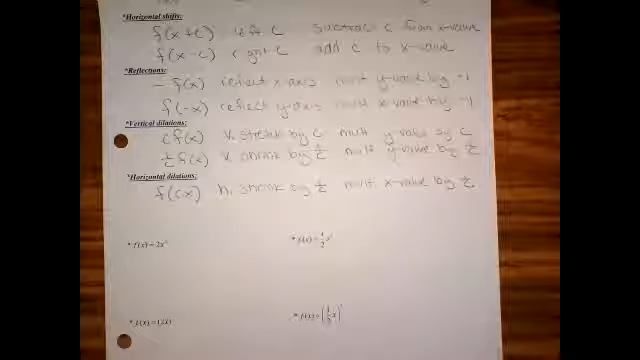 *Horizontal shifts:
f(x+c) left c subtract c from x-value
f(x-c) right c add c to x-value
*Reflections:
-f(x) reflect x-axis mult y-value by -1
f(-x) reflect y-axis mult x-value by -1
*Vertical dilations:
cf(x) v. stretch by c mult y-value by c
1/c f(x) v. shrink by 1/c mult y-value by 1/c
*Horizontal dilations:
f(cx) h. shrink by 1/c mult x-value by 1/c
* f(x) =
* f(x) =
* f(x) =
* f(x) =